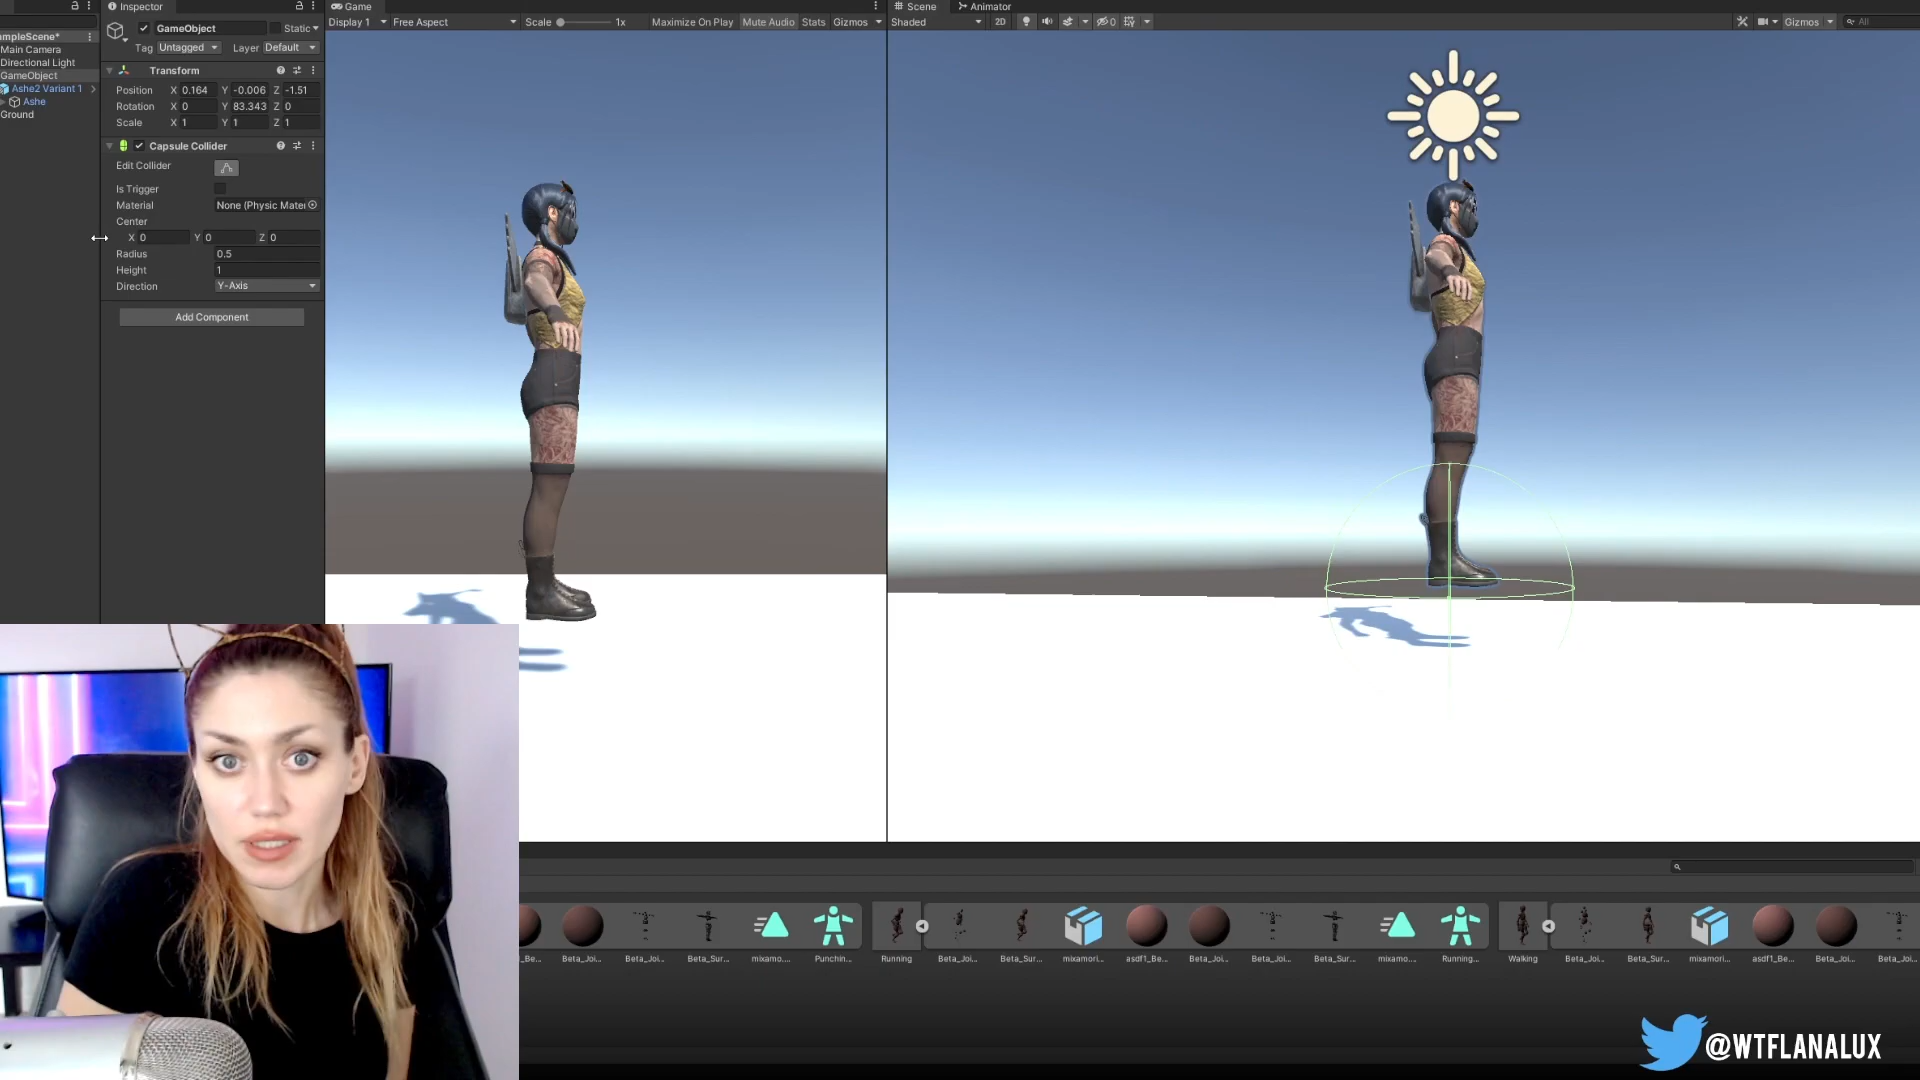 Inspector
Game
Scene
Animator
GameObject
Static
Display 1
Free Aspect
Scale
1x
Maximize On Play
Mute Audio
Stats
Gizmos
Shaded
2D
0
Gizmos
All
mpleScene*
Main Camera
Directional Light
GameObject
Ashe2 Variant 1
Ashe
Ground
Tag Untagged
Layer Default
Transform
Position X 0.164 Y -0.006 Z -1.51
Rotation X 0 Y 83.343 Z 0
Scale X 1 Y 1 Z 1
Capsule Collider
Edit Collider
Is Trigger
Material None (Physic Mater
Center
X 0 Y 0 Z 0
Radius 0.5
Height 1
Direction Y-Axis
Add Component
_Be...
Beta_Joi...
Beta_Joi...
Beta_Sur...
mixamo....
Punchin...
Running
Beta_Joi...
Beta_Sur...
mixamori...
asdf1_Be...
Beta_Joi...
Beta_Joi...
Beta_Sur...
mixamo...
Running...
Walking
Beta_Joi...
Beta_Sur...
mixamori...
asdf1_Be...
Beta_Joi...
Beta_Joi...
@WTFLANALUX